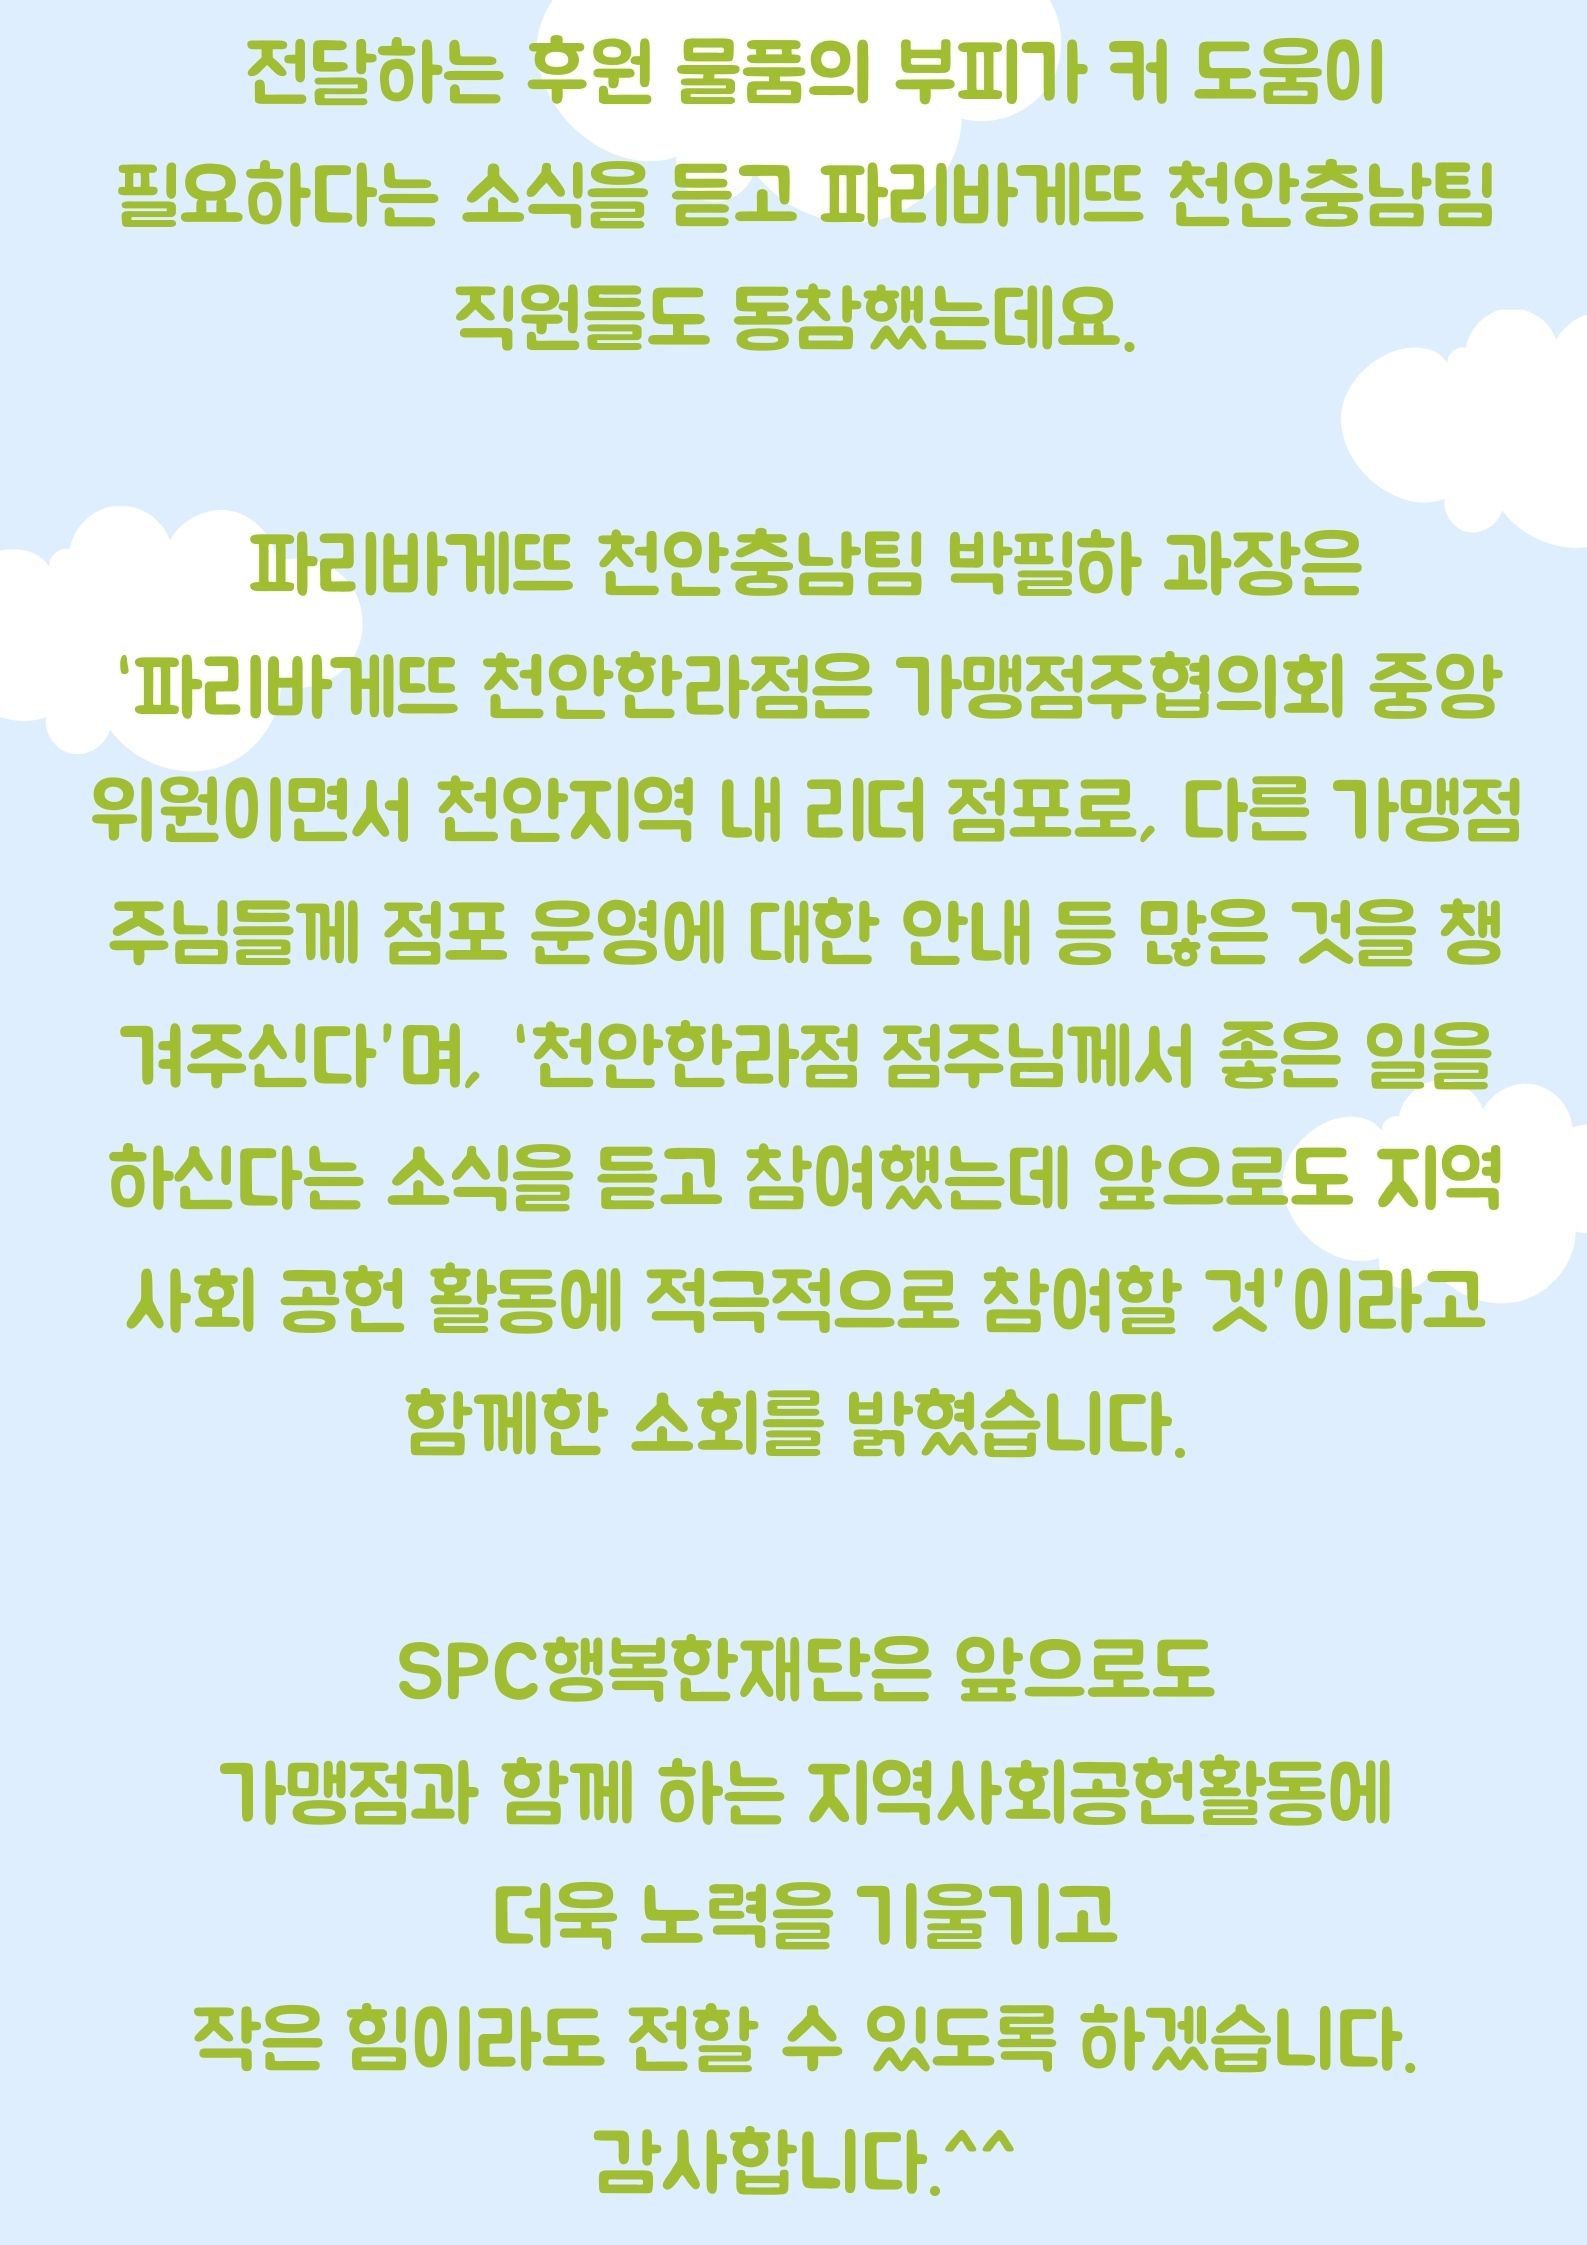 전달하는 후원 물품의 부피가 커 도움이
필요하다는 소식을 듣고 파리바게뜨 천안충남팀
직원들도 동참했는데요.
파리바게뜨 천안충남팀 박필하 과장은
‘파리바게뜨 천안한라점은 가맹점주협의회 중앙
위원이면서 천안지역 내 리더 점포로, 다른 가맹점
주님들께 점포 운영에 대한 안내 등 많은 것을 챙
겨주신다’며, ‘천안한라점 점주님께서 좋은 일을
하신다는 소식을 듣고 참여했는데 앞으로도 지역
사회 공헌 활동에 적극적으로 참여할 것’이라고
함께한 소회를 밝혔습니다.
SPC행복한재단은 앞으로도
가맹점과 함께 하는 지역사회공헌활동에
더욱 노력을 기울기고
작은 힘이라도 전할 수 있도록 하겠습니다.
감사합니다.^^